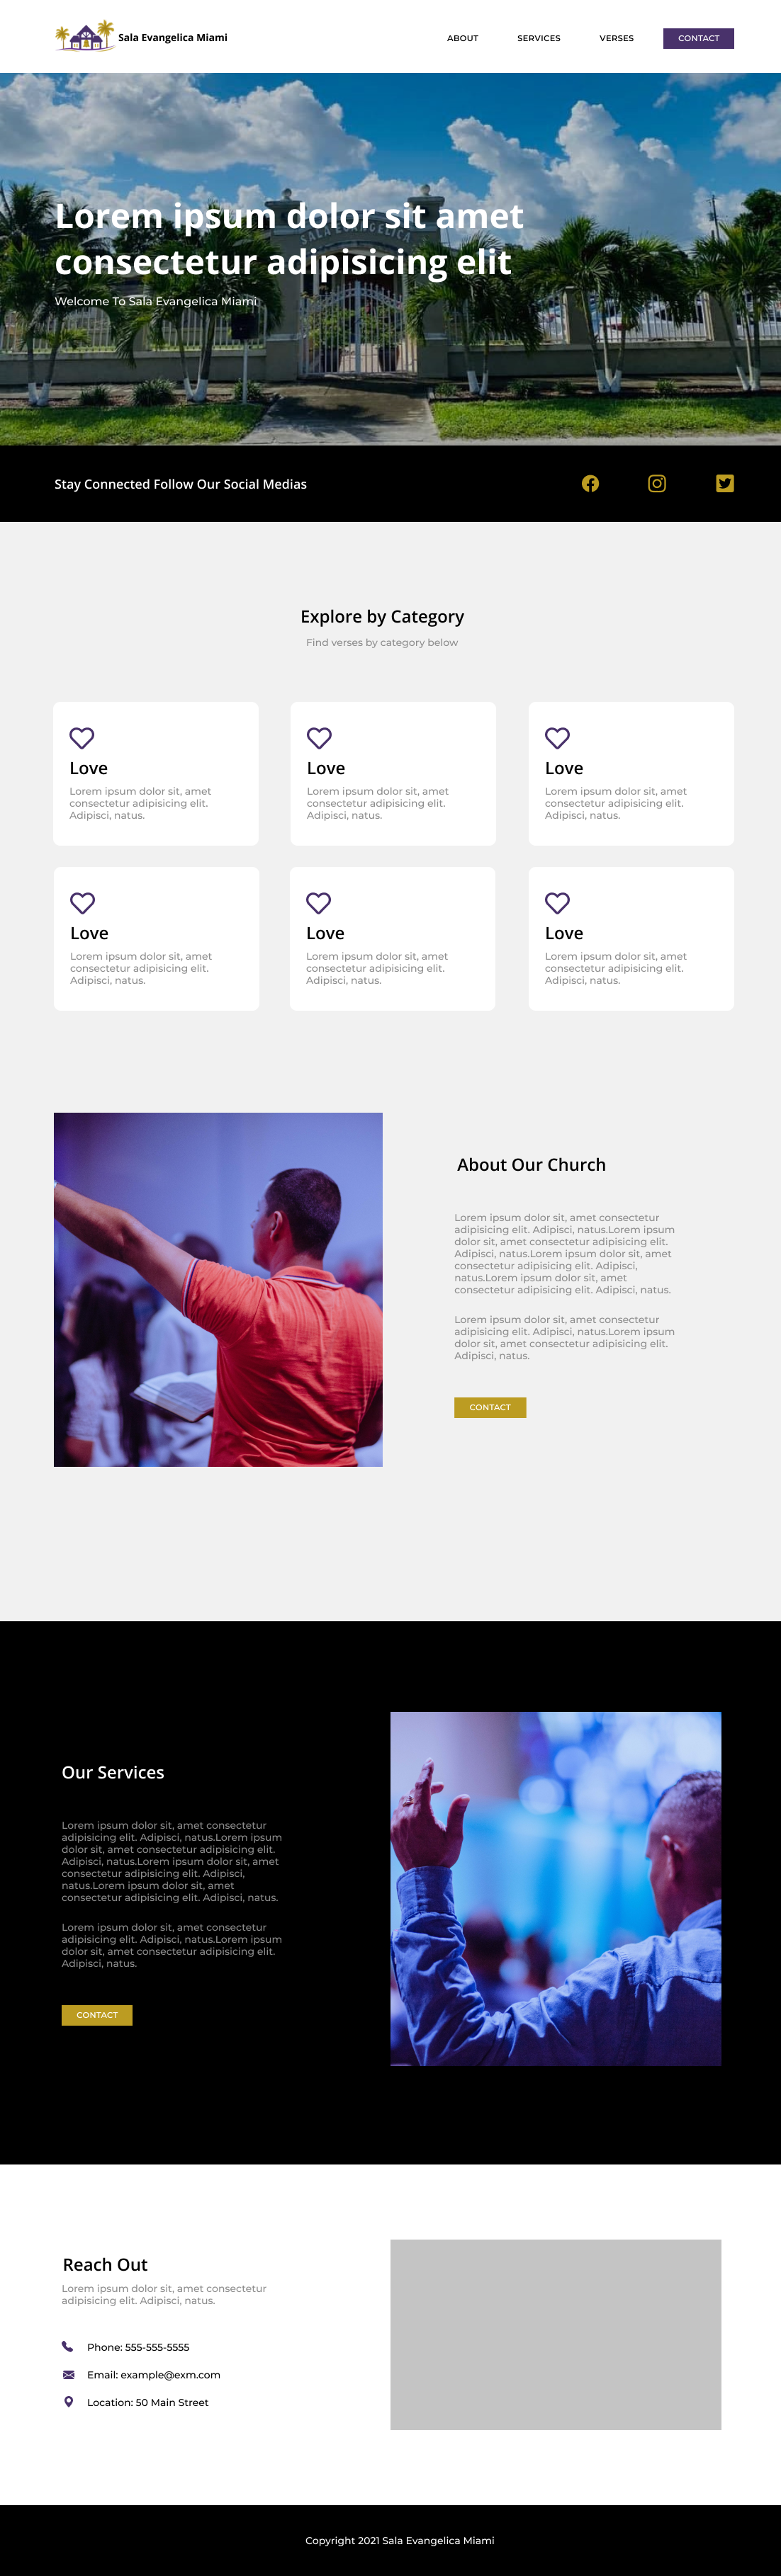 Sala Evangelica Miami
ABOUT SERVICES VERSES CONTACT
SALA EVANGELICA
Lorem ipsum dolor sit amet
consectetur adipisicing elit
Welcome To Sala Evangelica Miami
Stay Connected Follow Our Social Medias
Explore by Category
Find verses by category below
Love
Lorem ipsum dolor sit, amet
consectetur adipisicing elit.
Adipisci, natus.
Love
Lorem ipsum dolor sit, amet
consectetur adipisicing elit.
Adipisci, natus.
Love
Lorem ipsum dolor sit, amet
consectetur adipisicing elit.
Adipisci, natus.
Love
Lorem ipsum dolor sit, amet
consectetur adipisicing elit.
Adipisci, natus.
Love
Lorem ipsum dolor sit, amet
consectetur adipisicing elit.
Adipisci, natus.
Love
Lorem ipsum dolor sit, amet
consectetur adipisicing elit.
Adipisci, natus.
About Our Church
Lorem ipsum dolor sit, amet consectetur
adipisicing elit. Adipisci, natus.Lorem ipsum
dolor sit, amet consectetur adipisicing elit.
Adipisci, natus.Lorem ipsum dolor sit, amet
consectetur adipisicing elit. Adipisci,
natus.Lorem ipsum dolor sit, amet
consectetur adipisicing elit. Adipisci, natus.
Lorem ipsum dolor sit, amet consectetur
adipisicing elit. Adipisci, natus.Lorem ipsum
dolor sit, amet consectetur adipisicing elit.
Adipisci, natus.
CONTACT
Our Services
Lorem ipsum dolor sit, amet consectetur
adipisicing elit. Adipisci, natus.Lorem ipsum
dolor sit, amet consectetur adipisicing elit.
Adipisci, natus.Lorem ipsum dolor sit, amet
consectetur adipisicing elit. Adipisci,
natus.Lorem ipsum dolor sit, amet
consectetur adipisicing elit. Adipisci, natus.
Lorem ipsum dolor sit, amet consectetur
adipisicing elit. Adipisci, natus.Lorem ipsum
dolor sit, amet consectetur adipisicing elit.
Adipisci, natus.
CONTACT
Reach Out
Lorem ipsum dolor sit, amet consectetur
adipisicing elit. Adipisci, natus.
Phone: 555-555-5555
Email: example@exm.com
Location: 50 Main Street
Copyright 2021 Sala Evangelica Miami